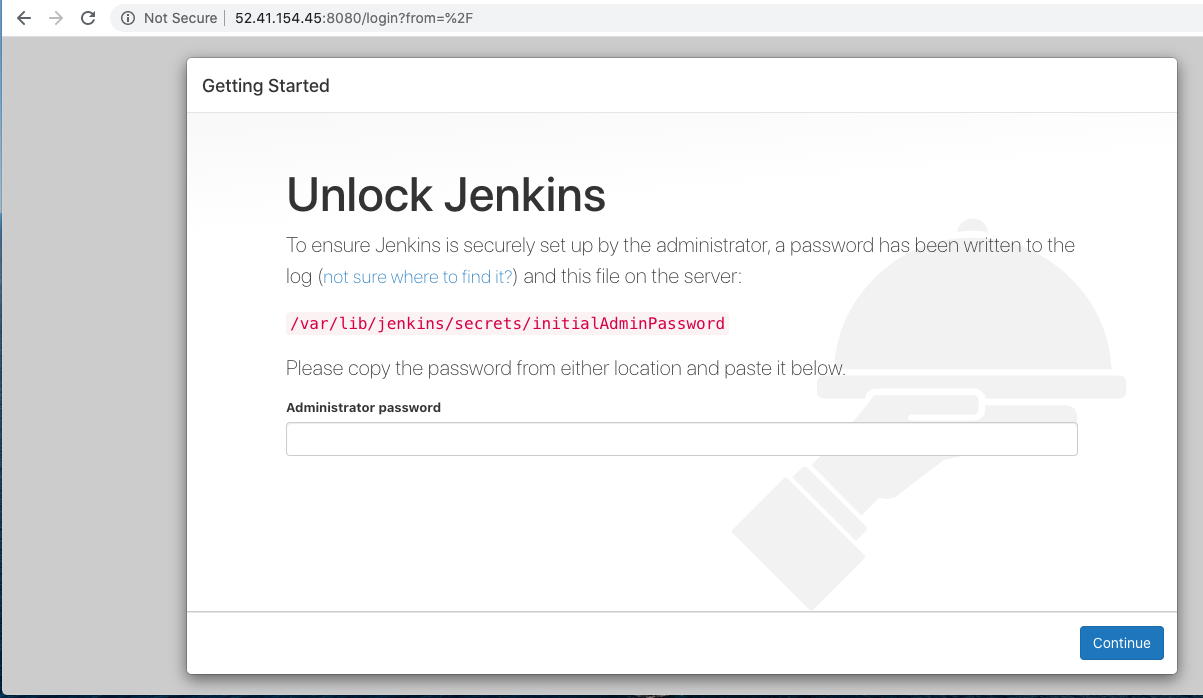 Not Secure | 52.41.154.45:8080/login?from=%2F
Getting Started
Unlock Jenkins
To ensure Jenkins is securely set up by the administrator, a password has been written to the
log (not sure where to find it?) and this file on the server:
/var/lib/jenkins/secrets/initialAdminPassword
Please copy the password from either location and paste it below.
Administrator password
Continue